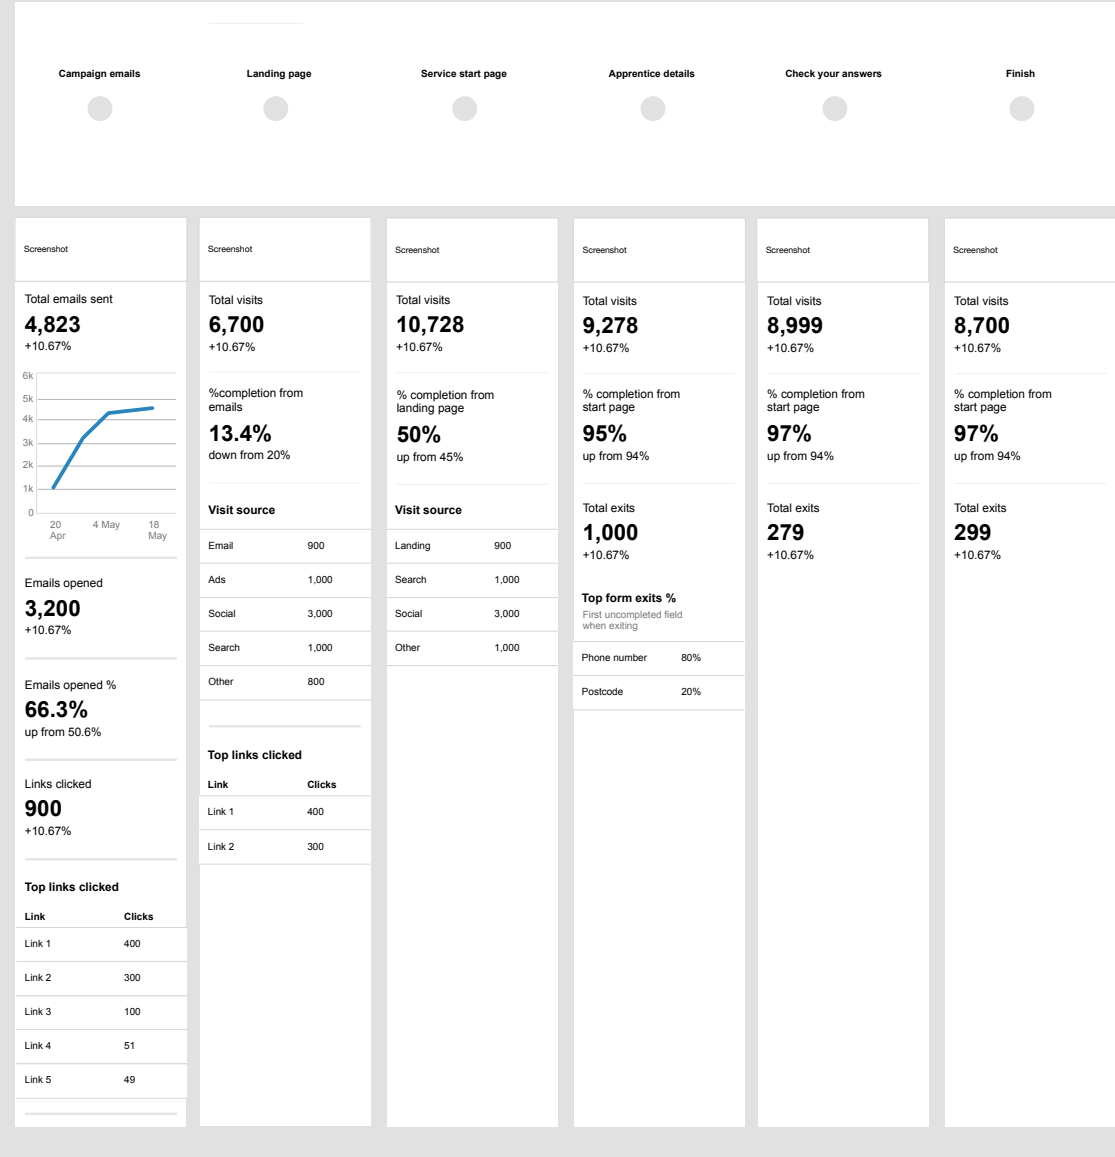 Campaign emails
Landing page
Service start page
Apprentice details
Check your answers
Finish
Screenshot
Total emails sent
4,823
+10.67%
6k
5k
4k
3k
2k
1k
0
20
Apr
4 May
18
May
Emails opened
3,200
+10.67%
Emails opened %
66.3%
up from 50.6%
Links clicked
900
+10.67%
Top links clicked
Link Clicks
Link 1 400
Link 2 300
Link 3 100
Link 4 51
Link 5 49
Screenshot
Total visits
6,700
+10.67%
%completion from
emails
13.4%
down from 20%
Visit source
Email 900
Ads 1,000
Social 3,000
Search 1,000
Other 800
Top links clicked
Link Clicks
Link 1 400
Link 2 300
Screenshot
Total visits
10,728
+10.67%
% completion from
landing page
50%
up from 45%
Visit source
Landing 900
Search 1,000
Social 3,000
Other 1,000
Screenshot
Total visits
9,278
+10.67%
% completion from
start page
95%
up from 94%
Total exits
1,000
+10.67%
Top form exits %
First uncompleted field
when exiting
Phone number 80%
Postcode 20%
Screenshot
Total visits
8,999
+10.67%
% completion from
start page
97%
up from 94%
Total exits
279
+10.67%
Screenshot
Total visits
8,700
+10.67%
% completion from
start page
97%
up from 94%
Total exits
299
+10.67%